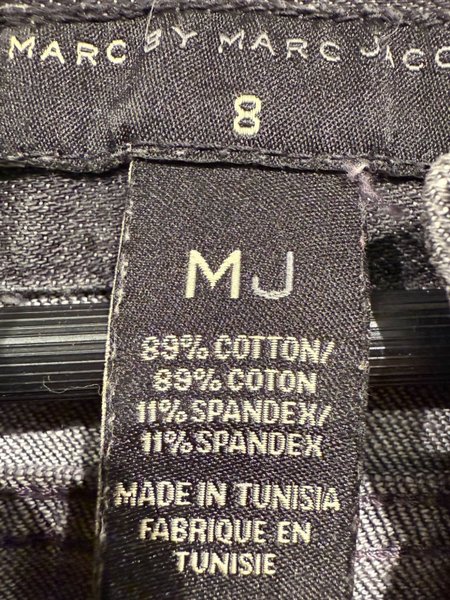 MARC BY MARC JACO
8
MJ
89% COTTON/
89% COTON
11% SPANDEX/
11% SPANDEX
MADE IN TUNISIA
FABRIQUE EN
TUNISIE